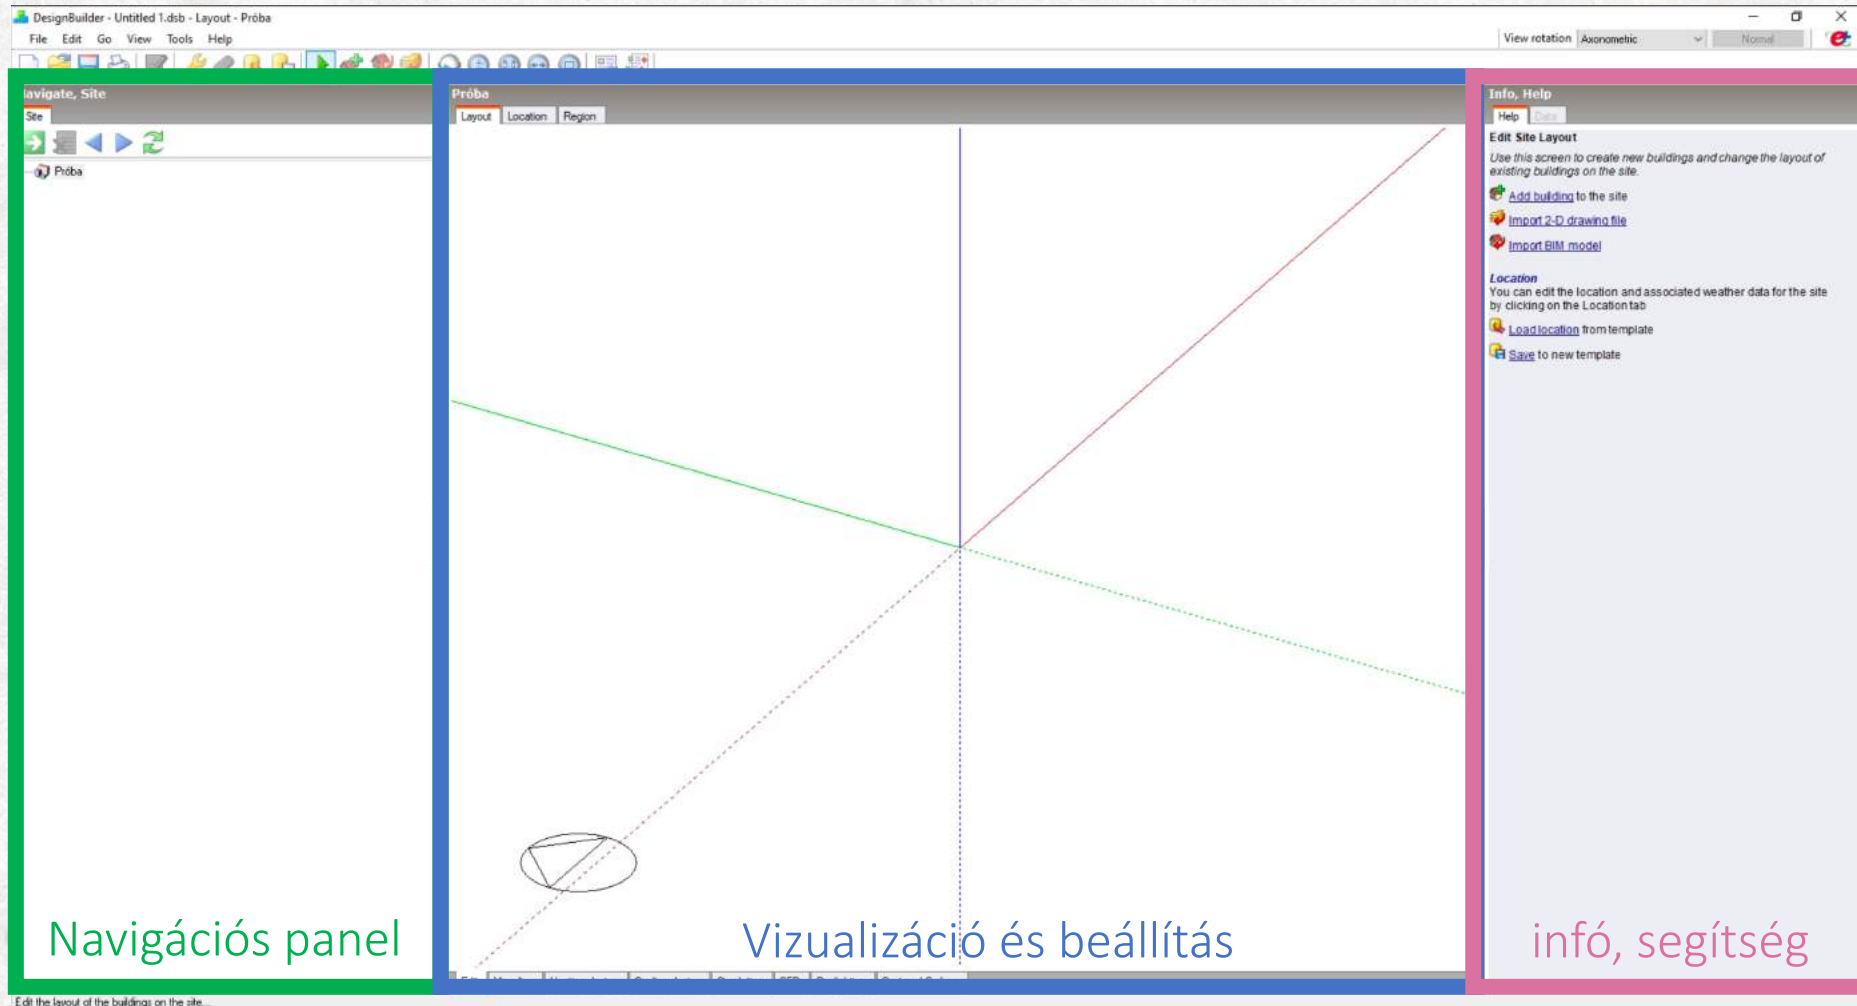 DesignBuilder - Untitled 1.dsb - Layout - Próba
File Edit Go View Tools Help
View rotation Axonometric Normal
Navigate, Site
Site
Próba
Próba
Layout Location Region
Info, Help
Help Data
Edit Site Layout
Use this screen to create new buildings and change the layout of
existing buildings on the site.
Add building to the site
Import 2-D drawing file
Import BIM model
Location
You can edit the location and associated weather data for the site
by clicking on the Location tab
Load location from template
Save to new template
Navigációs panel
Vizualizáció és beállítás
infó, segítség
Edit the layout of the buildings on the site...